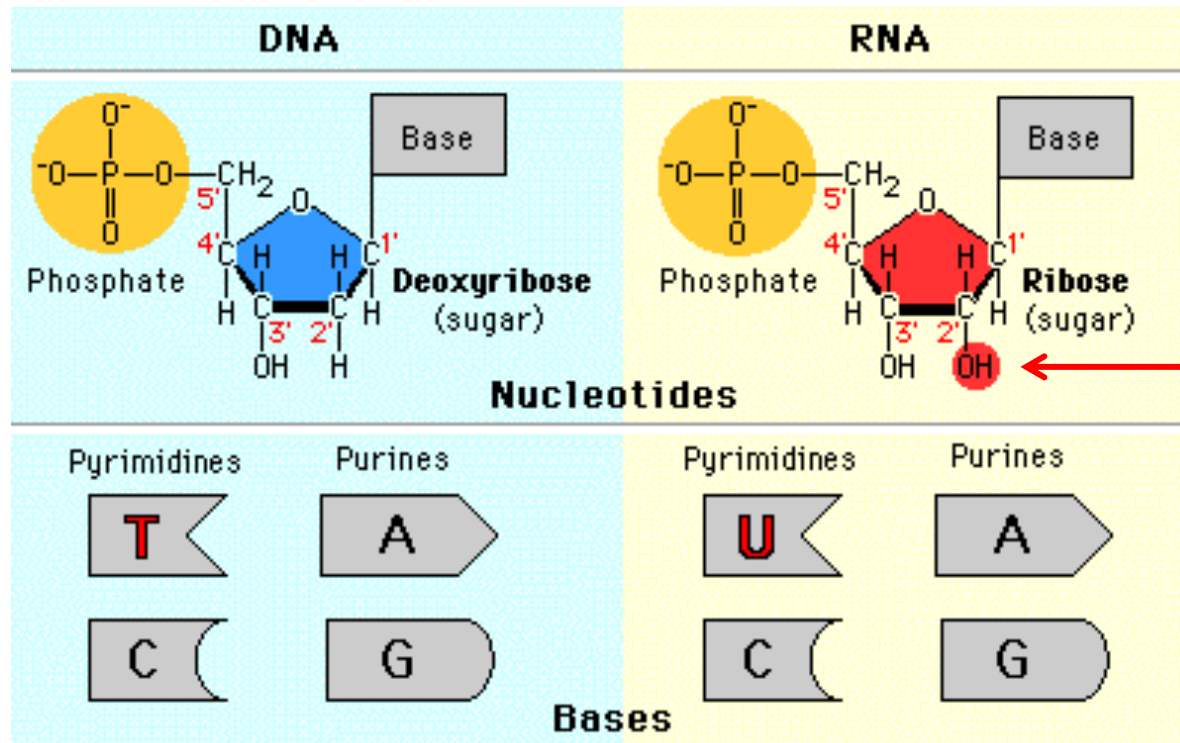 DNA
RNA
O-
-O—P—O—CH2
O
5'
Base
O
4'
C
H
H
C
1'
Phosphate
Deoxyribose
(sugar)
H
C
C
H
3'
2'
OH
H
O-
-O—P—O—CH2
O
5'
Base
O
4'
C
H
H
C
1'
Phosphate
Ribose
(sugar)
H
C
C
H
3'
2'
OH
OH
Nucleotides
Pyrimidines
Purines
Pyrimidines
Purines
T
A
U
A
C
G
C
G
Bases